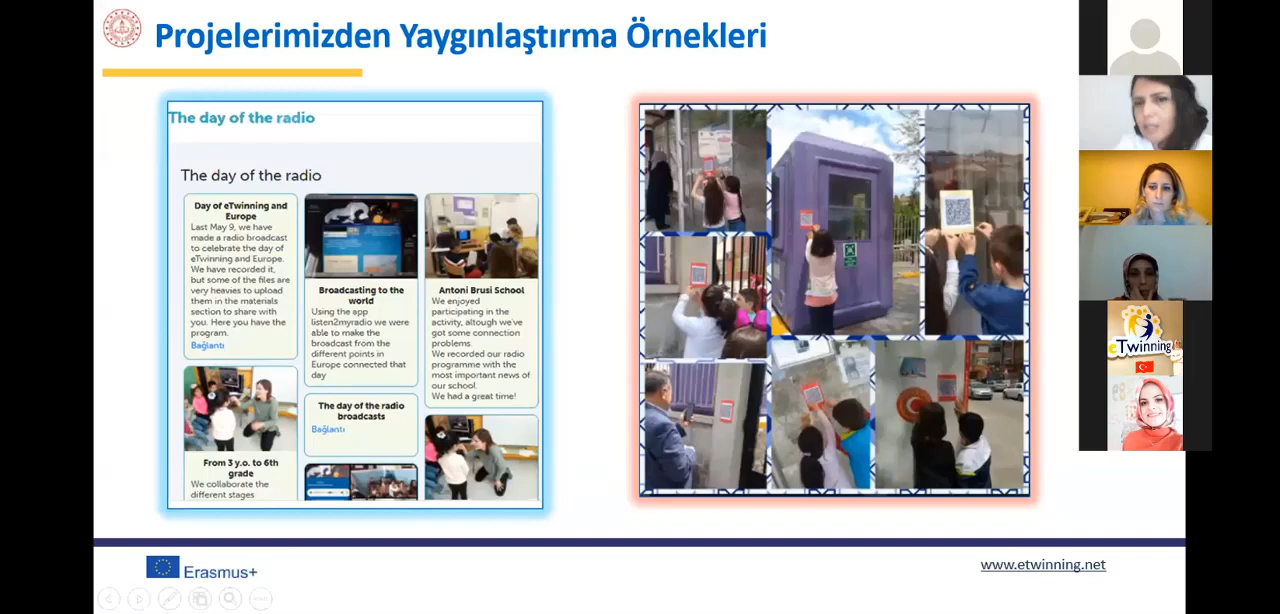 Projelerimizden Yaygınlaştırma Örnekleri
The day of the radio
The day of the radio
Day of eTwinning and
Europe
Last May 9, we have
made a radio broadcast
to celebrate the day of
eTwinning and Europe.
We have recorded it,
but some of the files are
very heavies to upload
them in the materials
section to share with
you. Here you have the
program.
Bağlantı
From 3 y.o. to 6th
grade
We collaborate the
different stages
Broadcasting to the
world
Using the app
listen2myradio we were
able to make the
broadcast from the
different points in
Europe connected that
day
The day of the radio
broadcasts
Bağlantı
Antoni Brusi School
We enjoyed
participating in the
activity, altough we've
got some connection
problems.
We recorded our radio
programme with the
most important news of
our school.
We had a great time!
eTwinning
Erasmus+
www.etwinning.net